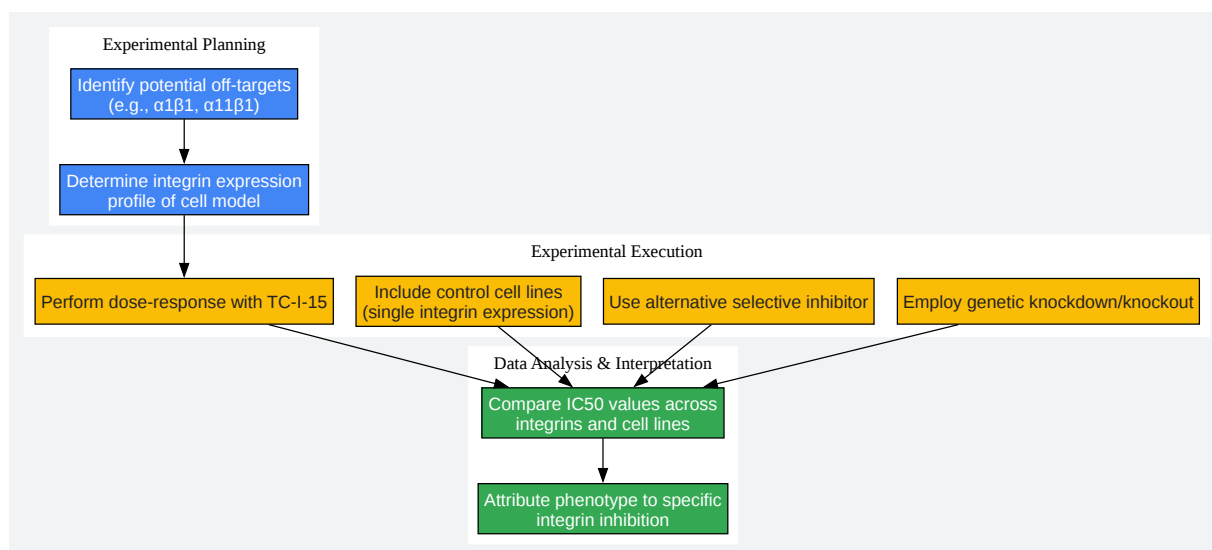 Experimental Planning
Identify potential off-targets
(e.g., α1β1, α11β1)
Determine integrin expression
profile of cell model
Experimental Execution
Perform dose-response with TC-I-15
Include control cell lines
(single integrin expression)
Use alternative selective inhibitor
Employ genetic knockdown/knockout
Data Analysis & Interpretation
Compare IC50 values across
integrins and cell lines
Attribute phenotype to specific
integrin inhibition